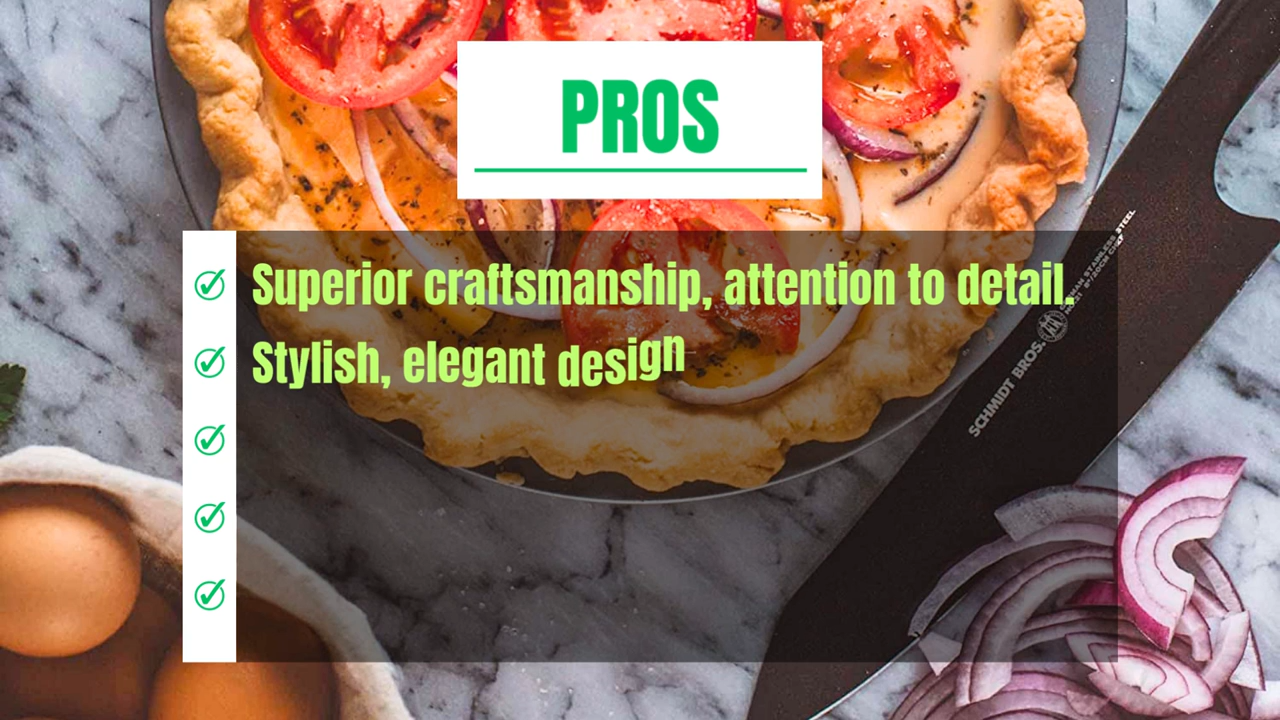 PROS
Superior craftsmanship, attention to detail.
Stylish, elegant design
SCHMIDT BROS.